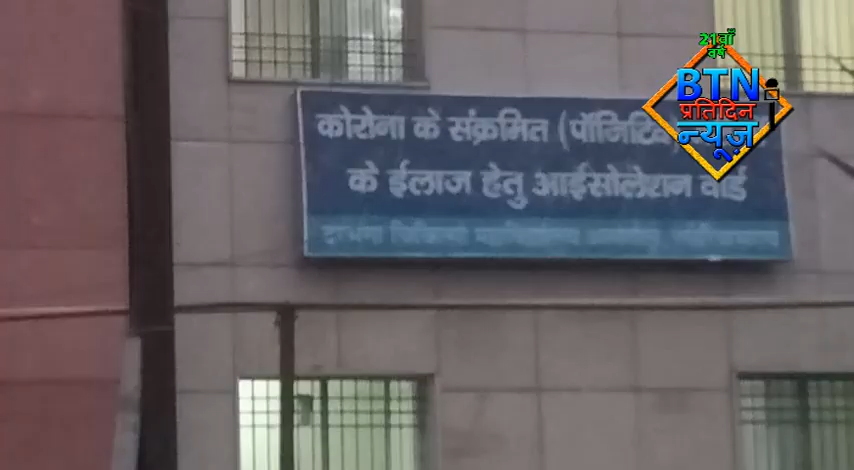 21वाँ
वर्ष
BTN
प्रतिदिन
न्यूज़
कोरोना के संक्रमित (पॉजिटिव
के ईलाज हेतु आईसोलेशन वार्ड